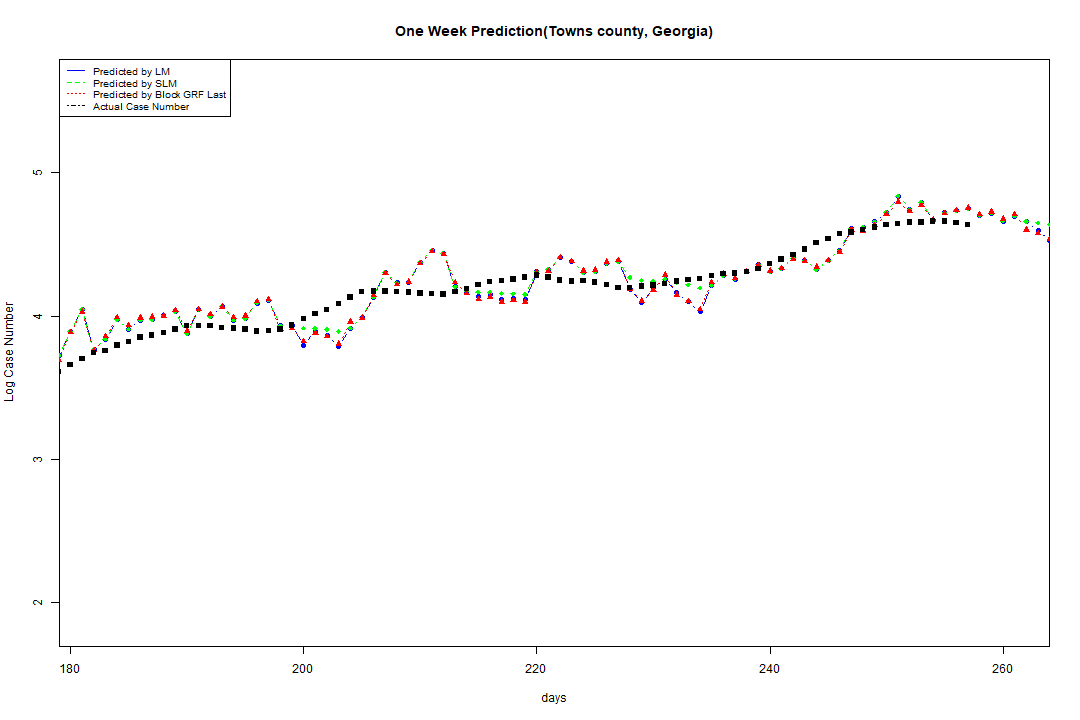 One Week Prediction(Towns county, Georgia)
Predicted by LM
Predicted by SLM
Predicted by Block GRF Last
Actual Case Number
5
4
3
2
Log Case Number
180 200 220 240 260
days